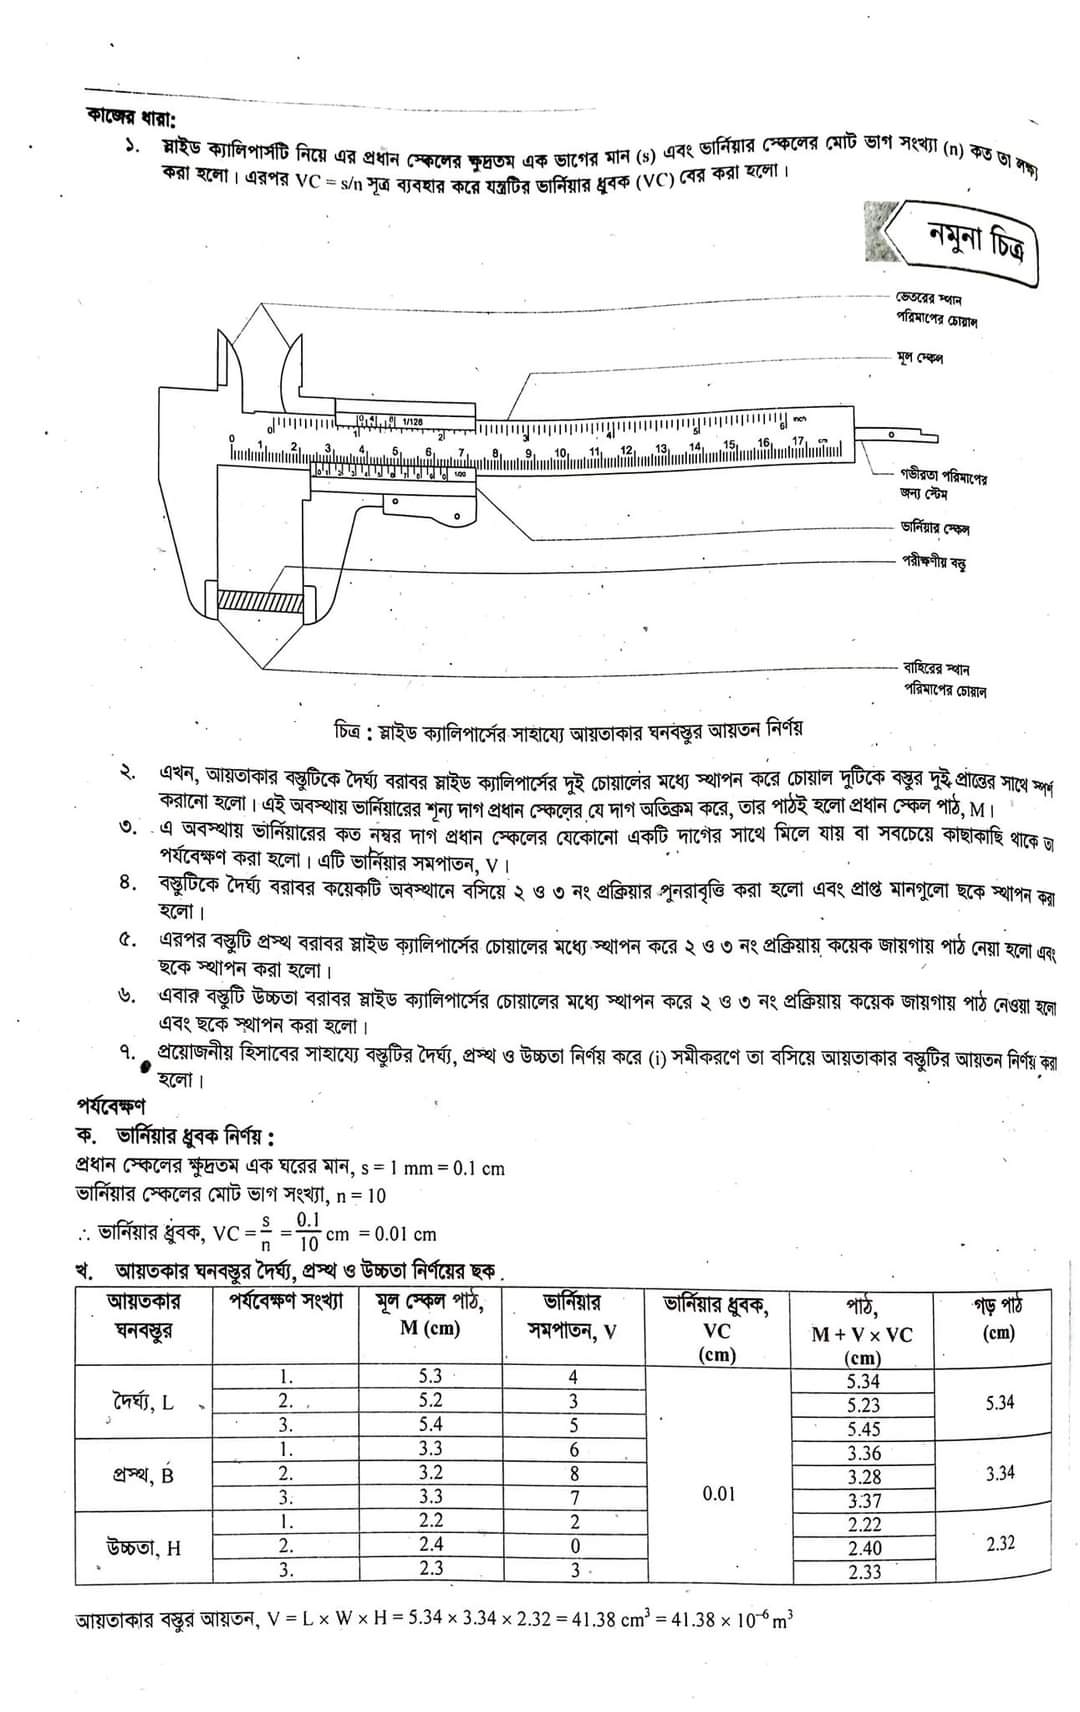 কাজের ধারা:
১. স্লাইড ক্যালিপার্সটি নিয়ে এর প্রধান স্কেলের ক্ষুদ্রতম এক ভাগের মান (s) এবং ভার্নিয়ার স্কেলের মোট ভাগ সংখ্যা (n) কত তা লক্ষ্য
করা হলো। এরপর VC = s/n সূত্র ব্যবহার করে যন্ত্রটির ভার্নিয়ার ধ্রুবক (VC) বের করা হলো।
নমুনা চিত্র
ভেতরের স্থান
পরিমাপের চোয়াল
মূল স্কেল
0 1/128 0 1 2 3 4 5 6 inch
0 1 2 3 4 5 6 7 8 9 10 11 12 13 14 15 16 17 cm
গভীরতা পরিমাপের
জন্য স্টেম
ভার্নিয়ার স্কেল
পরীক্ষণীয় বস্তু
বাহিরের স্থান
পরিমাপের চোয়াল
চিত্র : স্লাইড ক্যালিপার্সের সাহায্যে আয়তাকার ঘনবস্তুর আয়তন নির্ণয়
২. এখন, আয়তাকার বস্তুটিকে দৈর্ঘ্য বরাবর স্লাইড ক্যালিপার্সের দুই চোয়ালের মধ্যে স্থাপন করে চোয়াল দুটিকে বস্তুর দুই প্রান্তের সাথে স্পর্শ
করানো হলো। এই অবস্থায় ভার্নিয়ারের শূন্য দাগ প্রধান স্কেলের যে দাগ অতিক্রম করে, তার পাঠই হলো প্রধান স্কেল পাঠ, M।
৩. এ অবস্থায় ভার্নিয়ারের কত নম্বর দাগ প্রধান স্কেলের যেকোনো একটি দাগের সাথে মিলে যায় বা সবচেয়ে কাছাকাছি থাকে তা
পর্যবেক্ষণ করা হলো। এটি ভার্নিয়ার সমপাতন, V।
৪. বস্তুটিকে দৈর্ঘ্য বরাবর কয়েকটি অবস্থানে বসিয়ে ২ ও ৩ নং প্রক্রিয়ার পুনরাবৃত্তি করা হলো এবং প্রাপ্ত মানগুলো ছকে স্থাপন করা
হলো।
৫. এরপর বস্তুটি প্রস্থ বরাবর স্লাইড ক্যালিপার্সের চোয়ালের মধ্যে স্থাপন করে ২ ও ৩ নং প্রক্রিয়ায় কয়েক জায়গায় পাঠ নেয়া হলো এবং
ছকে স্থাপন করা হলো।
৬. এবার বস্তুটি উচ্চতা বরাবর স্লাইড ক্যালিপার্সের চোয়ালের মধ্যে স্থাপন করে ২ ও ৩ নং প্রক্রিয়ায় কয়েক জায়গায় পাঠ নেওয়া হলো
এবং ছকে স্থাপন করা হলো।
৭. প্রয়োজনীয় হিসাবের সাহায্যে বস্তুটির দৈর্ঘ্য, প্রস্থ ও উচ্চতা নির্ণয় করে (i) সমীকরণে তা বসিয়ে আয়তাকার বস্তুটির আয়তন নির্ণয় করা
হলো।
পর্যবেক্ষণ
ক. ভার্নিয়ার ধ্রুবক নির্ণয় :
প্রধান স্কেলের ক্ষুদ্রতম এক ঘরের মান, s = 1 mm = 0.1 cm
ভার্নিয়ার স্কেলের মোট ভাগ সংখ্যা, n = 10
∴ ভার্নিয়ার ধ্রুবক, VC = s/n = 0.1/10 cm = 0.01 cm
খ. আয়তকার ঘনবস্তুর দৈর্ঘ্য, প্রস্থ ও উচ্চতা নির্ণয়ের ছক
আয়তকার ঘনবস্তুর পর্যবেক্ষণ সংখ্যা মূল স্কেল পাঠ, M (cm) ভার্নিয়ার সমপাতন, V ভার্নিয়ার ধ্রুবক, VC (cm) পাঠ, M + V × VC (cm) গড় পাঠ (cm)
দৈর্ঘ্য, L 1. 5.3 4 0.01 5.34 5.34
2. 5.2 3 5.23
3. 5.4 5 5.45
প্রস্থ, B 1. 3.3 6 3.36 3.34
2. 3.2 8 3.28
3. 3.3 7 3.37
উচ্চতা, H 1. 2.2 2 2.22 2.32
2. 2.4 0 2.40
3. 2.3 3 2.33
আয়তাকার বস্তুর আয়তন, V = L × W × H = 5.34 × 3.34 × 2.32 = 41.38 cm³ = 41.38 × 10⁻⁶ m³